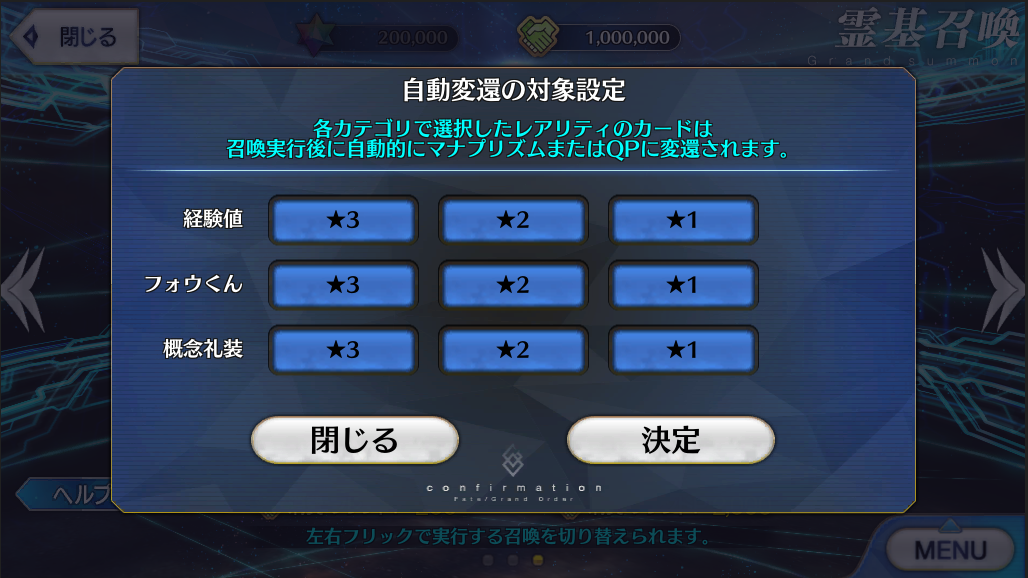 閉じる
200,000
1,000,000
霊基召喚
Grand summon
自動変還の対象設定
各カテゴリで選択したレアリティのカードは
召喚実行後に自動的にマナプリズムまたはQPに変還されます。
経験値 ★3 ★2 ★1
フォウくん ★3 ★2 ★1
概念礼装 ★3 ★2 ★1
閉じる 決定
confirmation
Fate/Grand Order
ヘルプ
左右フリックで実行する召喚を切り替えられます。
MENU